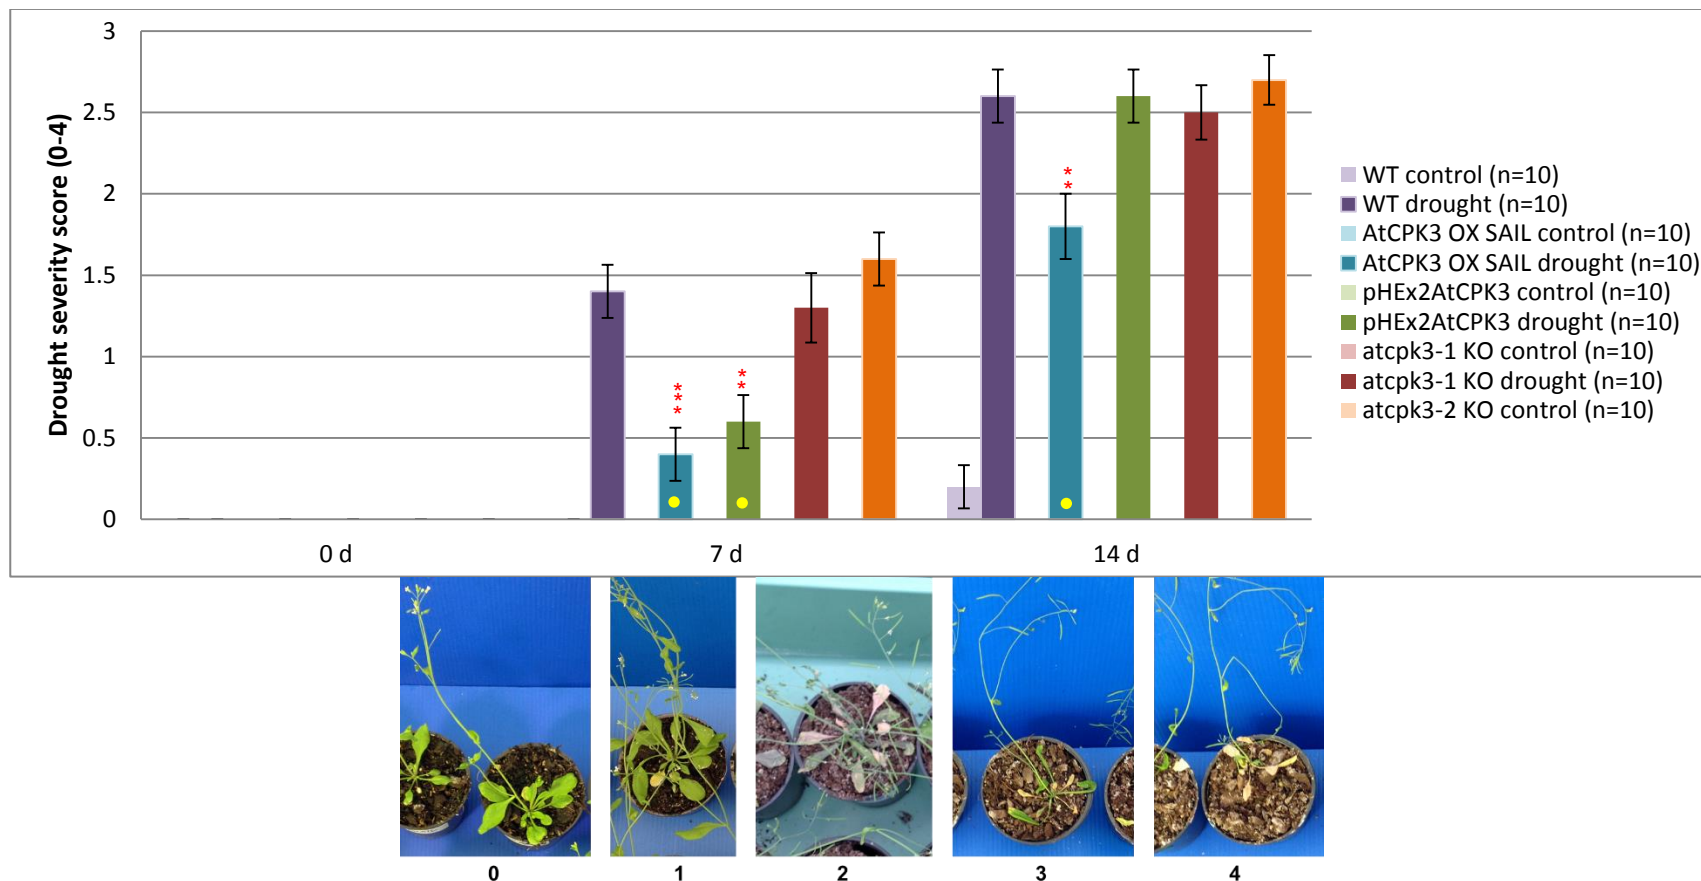 Drought severity score (0-4)
3
2.5
2
1.5
1
0.5
0
***
**
**
0 d
7 d
14 d
WT control (n=10)
WT drought (n=10)
AtCPK3 OX SAIL control (n=10)
AtCPK3 OX SAIL drought (n=10)
pHEx2AtCPK3 control (n=10)
pHEx2AtCPK3 drought (n=10)
atcpk3-1 KO control (n=10)
atcpk3-1 KO drought (n=10)
atcpk3-2 KO control (n=10)
0
1
2
3
4